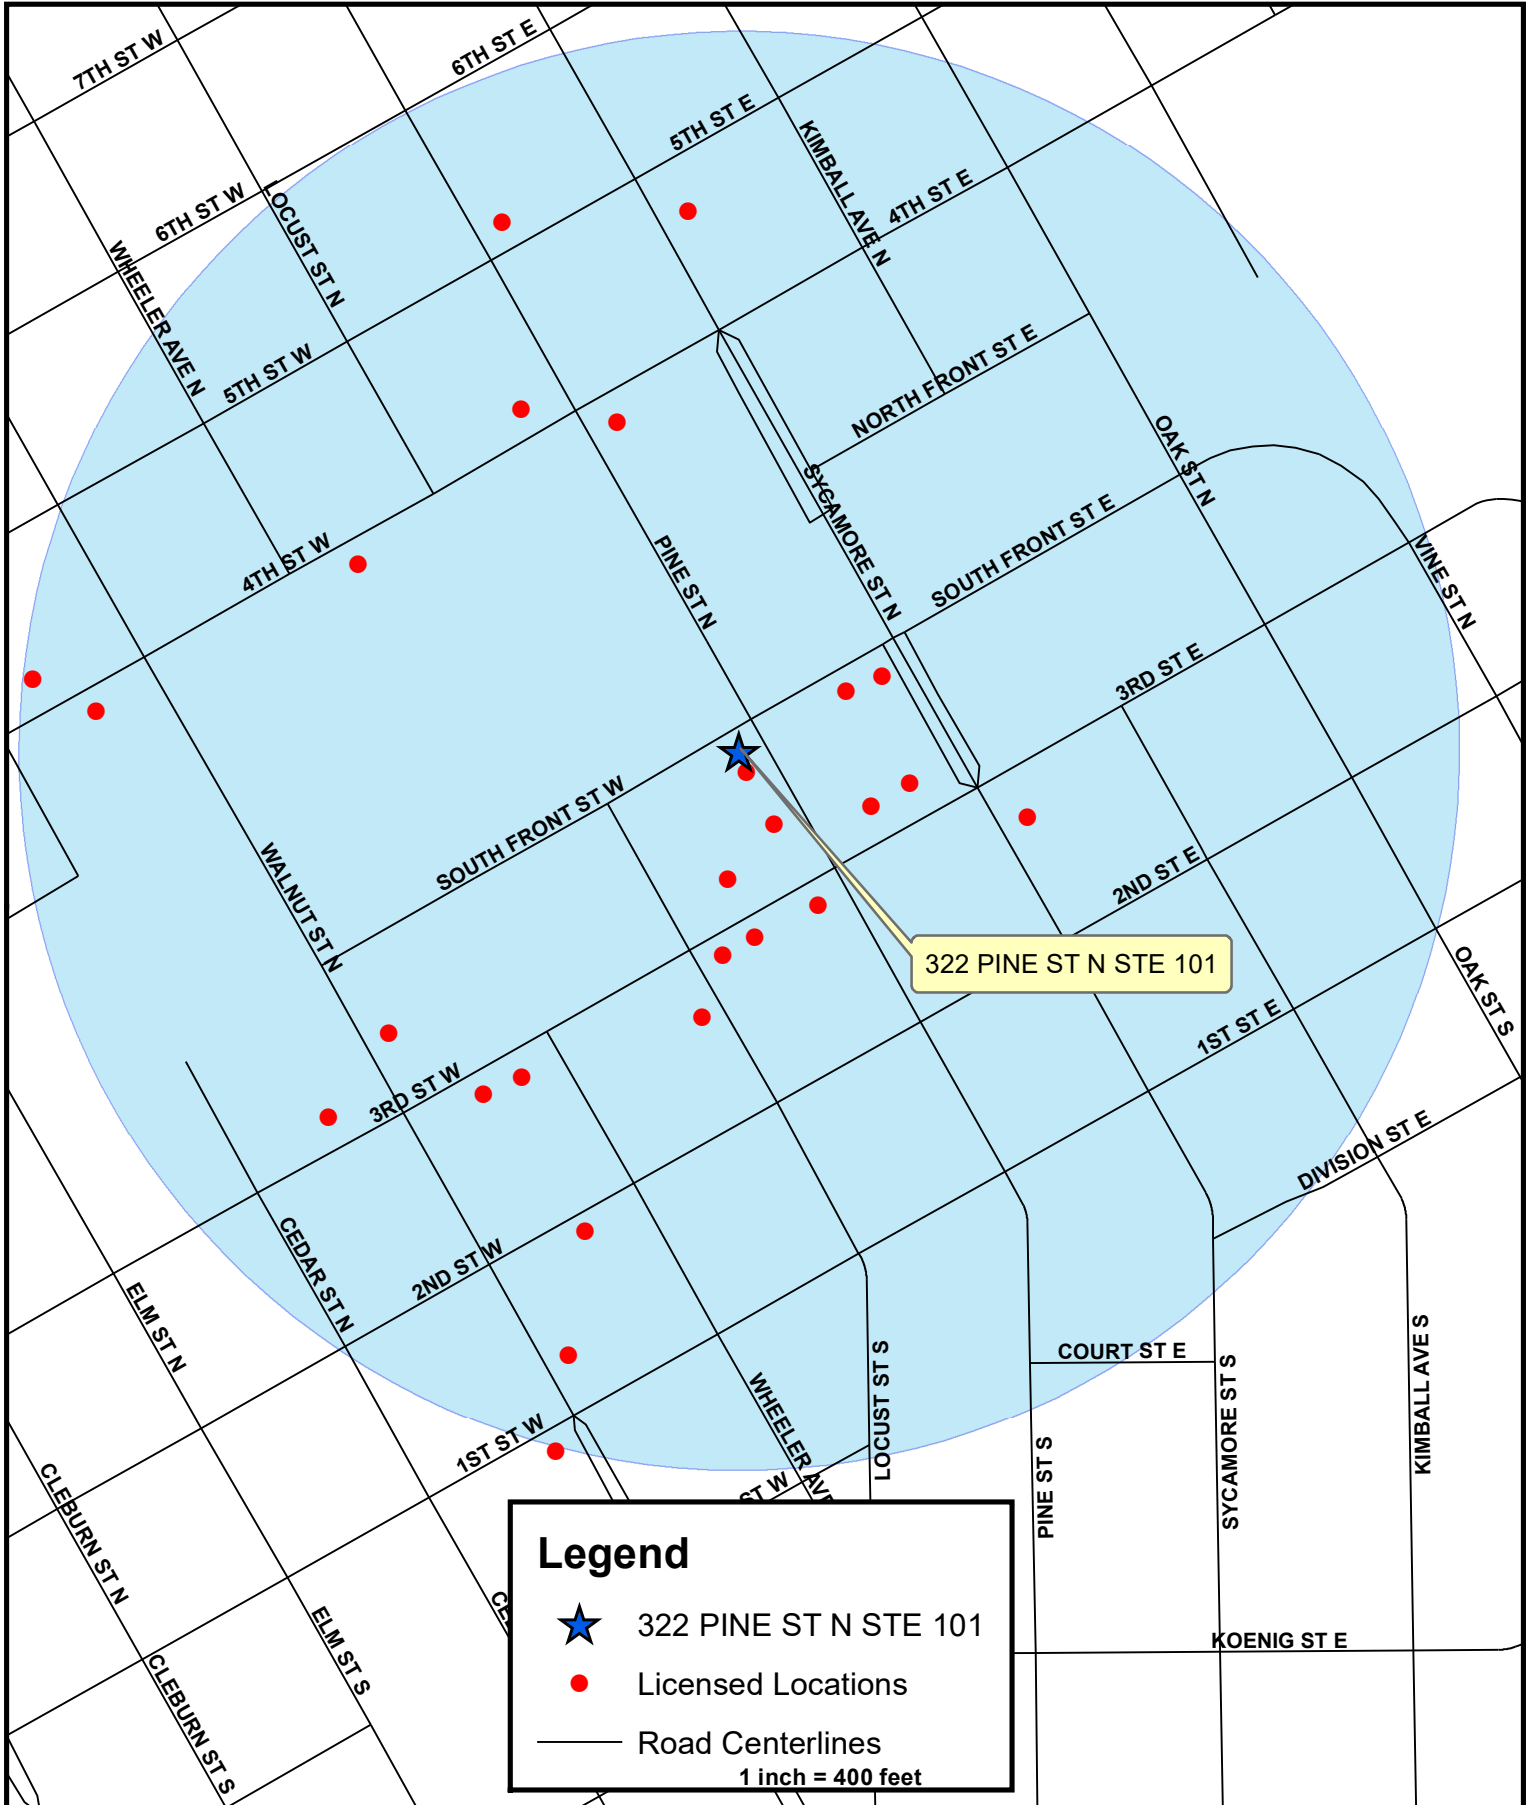 7TH ST W
6TH ST E
5TH ST E
KIMBALL AVE N
4TH ST E
6TH ST W
LOCUST ST N
WHEELER AVE N
5TH ST W
NORTH FRONT ST E
OAK ST N
SYCAMORE ST N
SOUTH FRONT ST E
4TH ST W
PINE ST N
VINE ST N
3RD ST E
SOUTH FRONT ST W
WALNUT ST N
2ND ST E
322 PINE ST N STE 101
OAK ST S
1ST ST E
3RD ST W
DIVISION ST E
CEDAR ST N
2ND ST W
ELM ST N
COURT ST E
LOCUST ST S
SYCAMORE ST S
KIMBALL AVE S
WHEELER AVE
1ST ST W
ST W
PINE ST S
CLEBURN ST N
CE
ELM ST S
KOENIG ST E
CLEBURN ST S
Legend
322 PINE ST N STE 101
Licensed Locations
Road Centerlines
1 inch = 400 feet